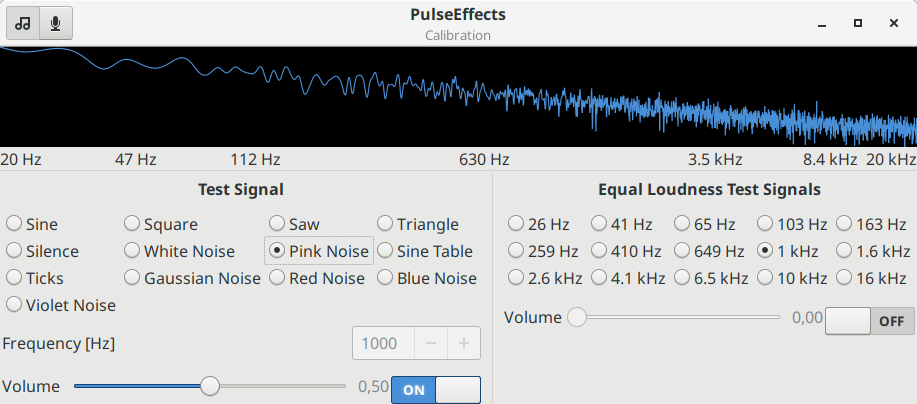 PulseEffects
Calibration
20 Hz 47 Hz 112 Hz 630 Hz 3.5 kHz 8.4 kHz 20 kHz
Test Signal
Sine Square Saw Triangle
Silence White Noise Pink Noise Sine Table
Ticks Gaussian Noise Red Noise Blue Noise
Violet Noise
Frequency [Hz] 1000 − +
Volume 0,50 ON
Equal Loudness Test Signals
26 Hz 41 Hz 65 Hz 103 Hz 163 Hz
259 Hz 410 Hz 649 Hz 1 kHz 1.6 kHz
2.6 kHz 4.1 kHz 6.5 kHz 10 kHz 16 kHz
Volume 0,00 OFF